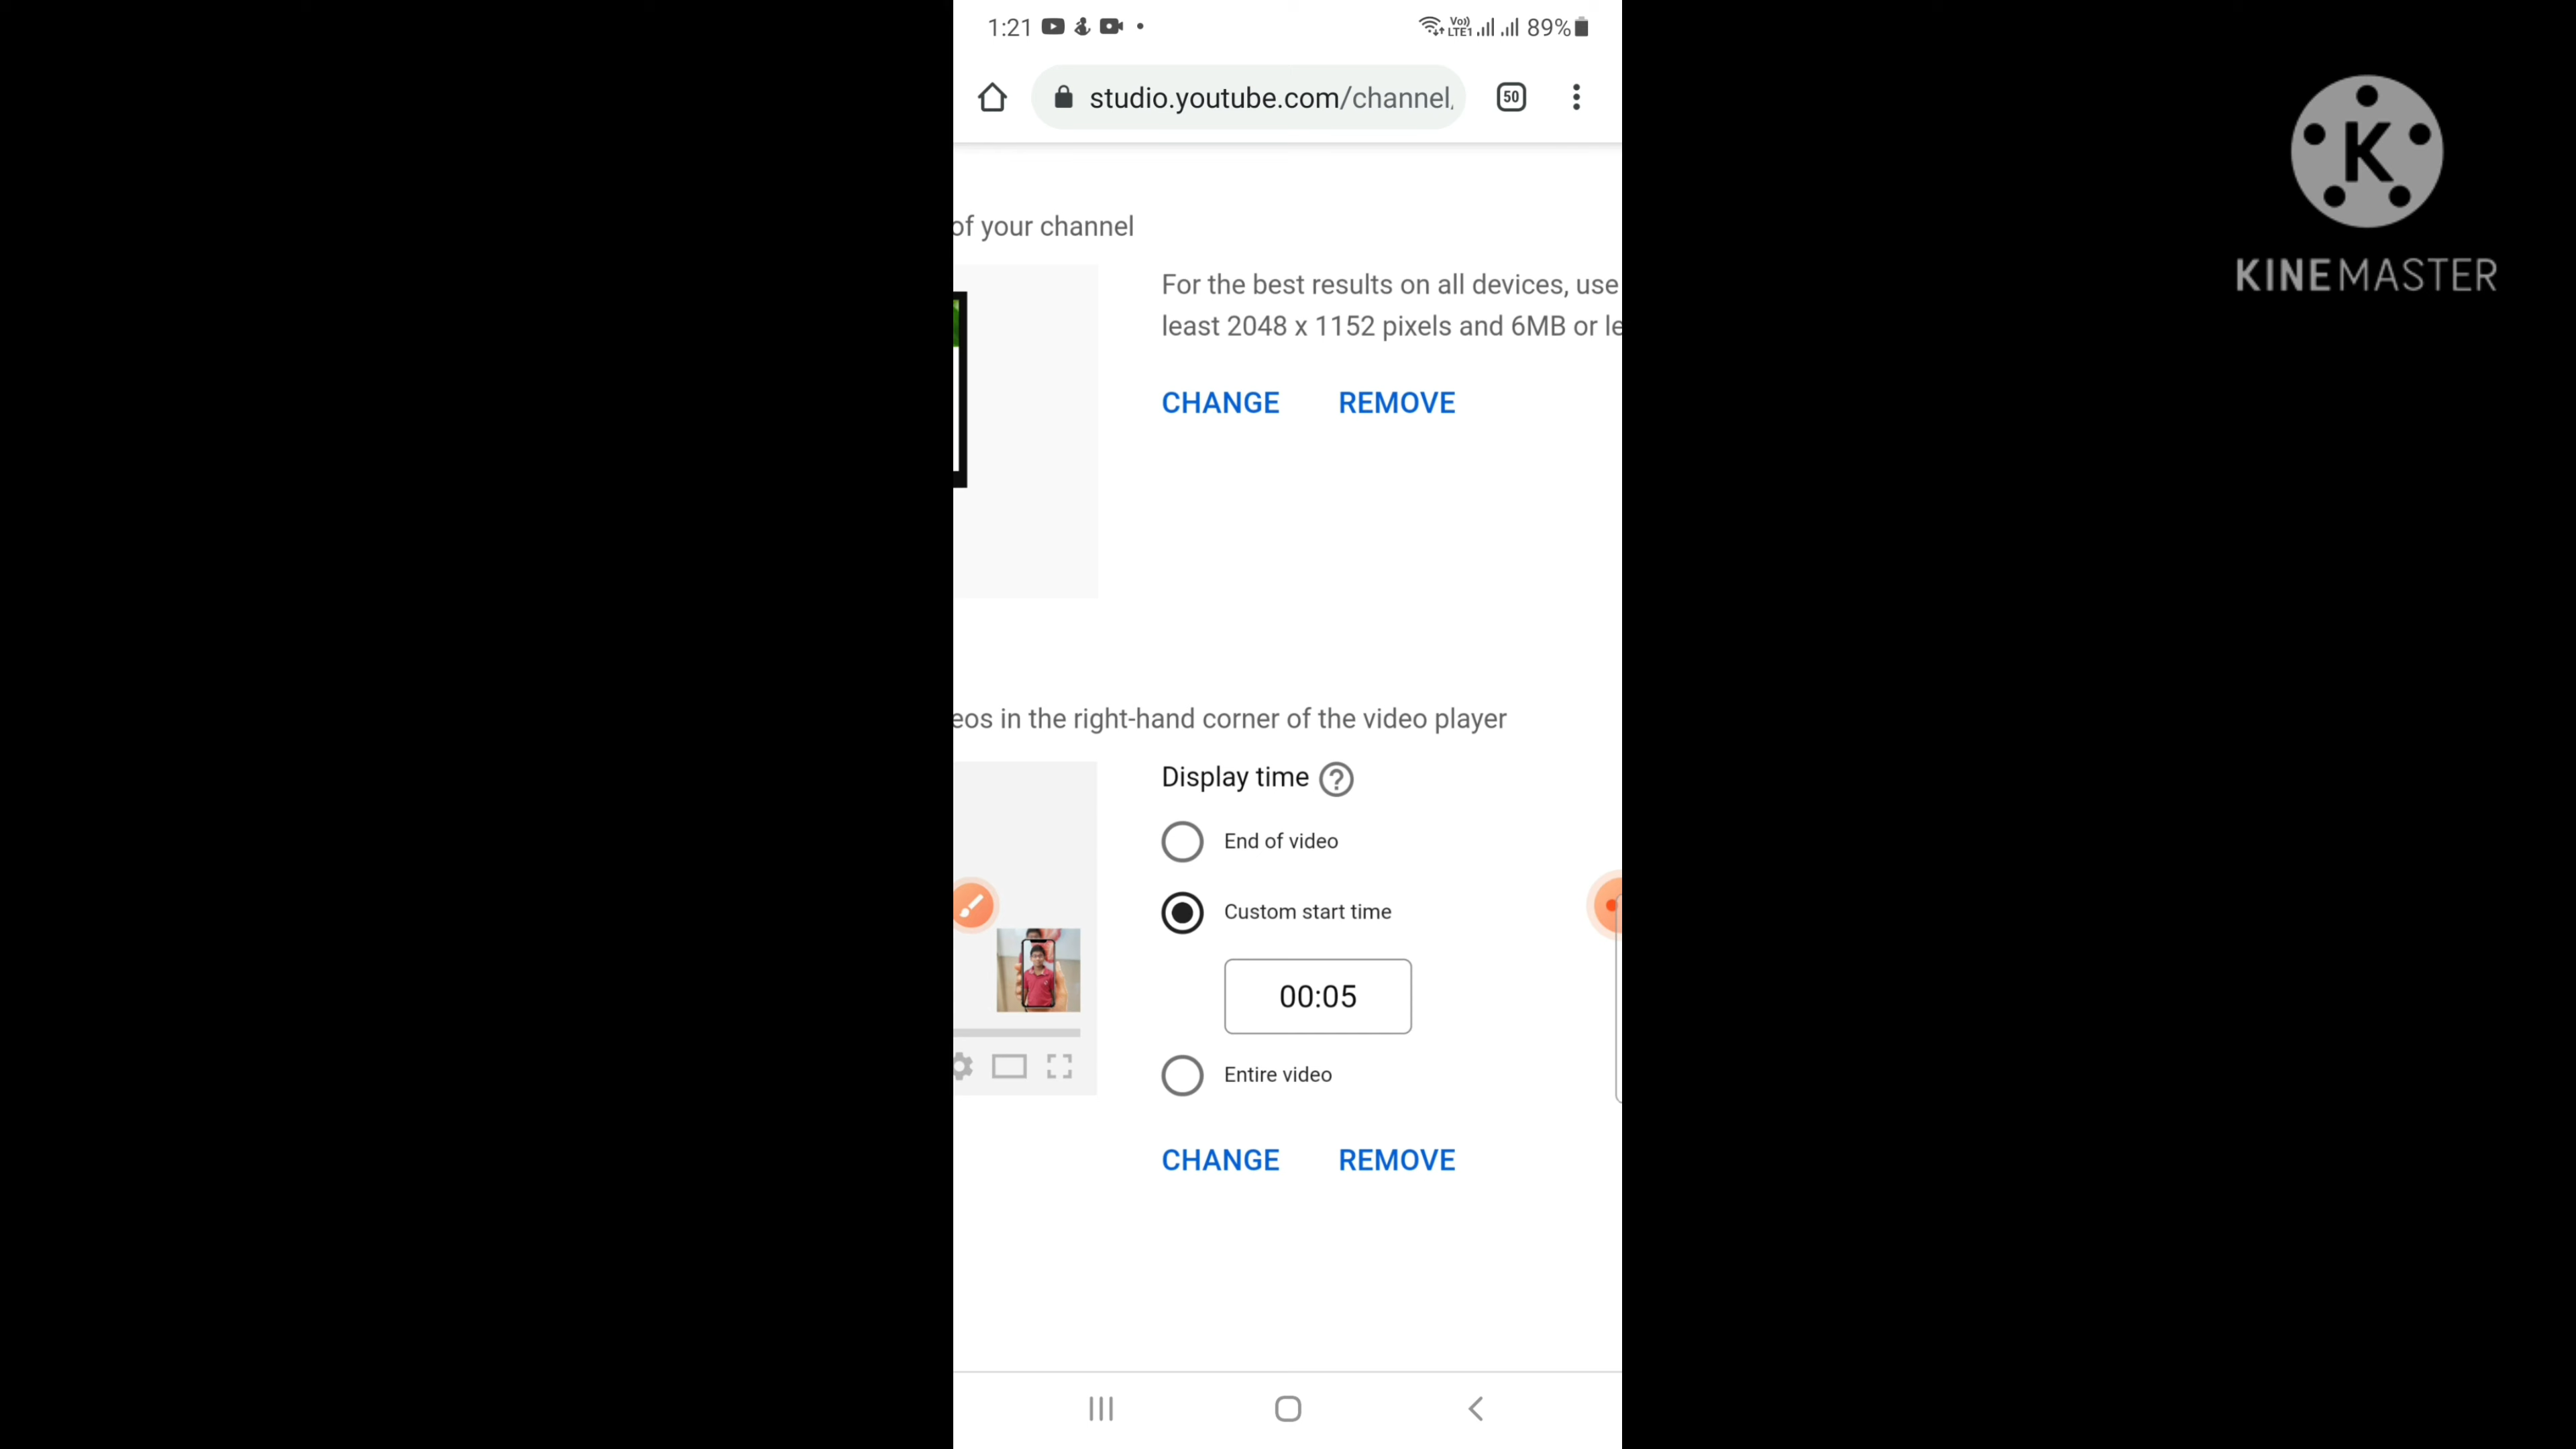 1:21 Vo)) LTE1 89%
studio.youtube.com/channel/ 50
of your channel
For the best results on all devices, use
least 2048 x 1152 pixels and 6MB or le
CHANGE REMOVE
eos in the right-hand corner of the video player
Display time ?
End of video
Custom start time
00:05
Entire video
CHANGE REMOVE
K
KINEMASTER